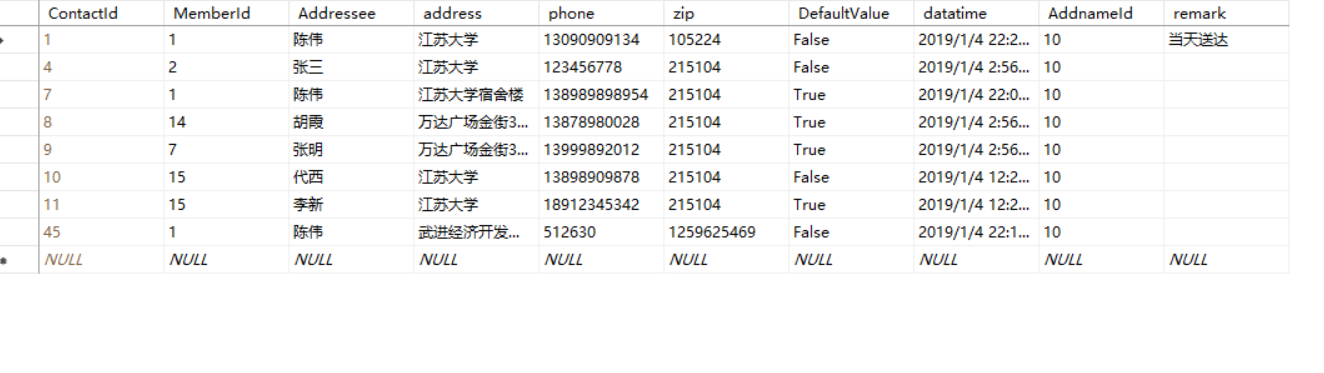 ContactId MemberId Addressee address phone zip DefaultValue datatime AddnameId remark
1 1 陈伟 江苏大学 13090909134 105224 False 2019/1/4 22:2... 10 当天送达
4 2 张三 江苏大学 123456778 215104 False 2019/1/4 2:56... 10
7 1 陈伟 江苏大学宿舍楼 138989898954 215104 True 2019/1/4 22:0... 10
8 14 胡霞 万达广场金街3... 13878980028 215104 True 2019/1/4 2:56... 10
9 7 张明 万达广场金街3... 13999892012 215104 True 2019/1/4 2:56... 10
10 15 代西 江苏大学 13898909878 215104 False 2019/1/4 12:2... 10
11 15 李新 江苏大学 18912345342 215104 True 2019/1/4 12:2... 10
45 1 陈伟 武进经济开发... 512630 1259625469 False 2019/1/4 22:1... 10
NULL NULL NULL NULL NULL NULL NULL NULL NULL NULL